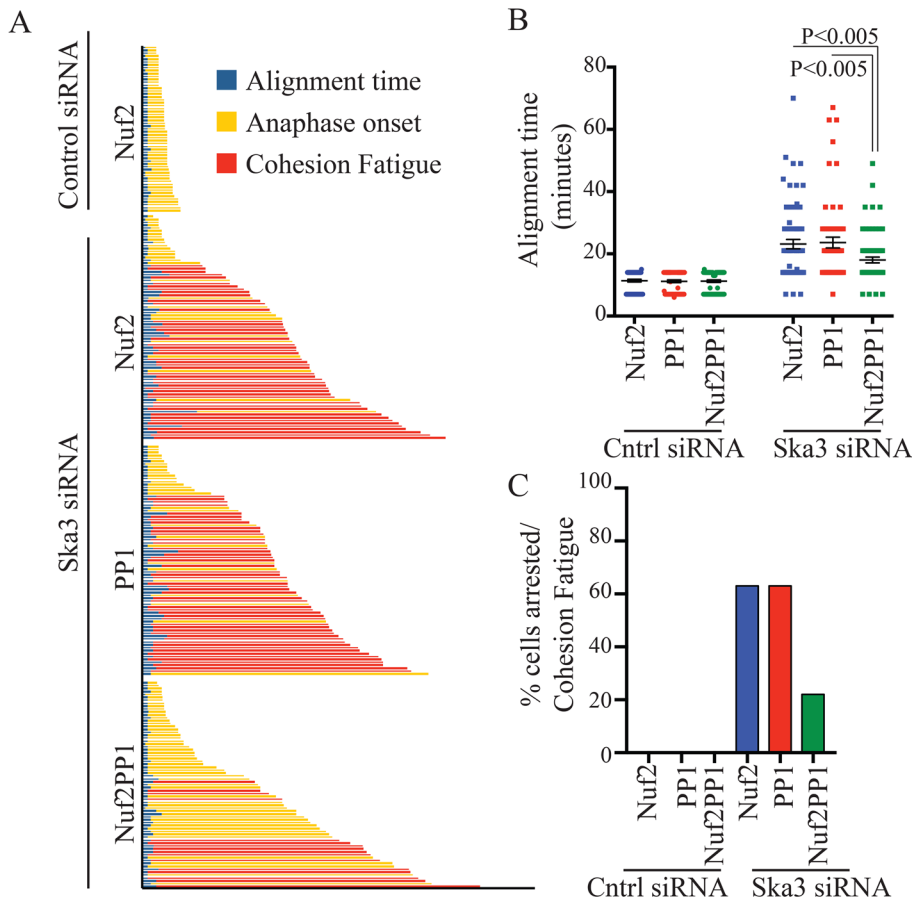 A
Control siRNA
Nuf2
Alignment time
Anaphase onset
Cohesion Fatigue
Ska3 siRNA
Nuf2
PP1
Nuf2PP1
B
P<0.005
P<0.005
Alignment time
(minutes)
80
60
40
20
0
Nuf2
PP1
Nuf2PP1
Nuf2
PP1
Nuf2PP1
Cntrl siRNA
Ska3 siRNA
C
% cells arrested/
Cohesion Fatigue
100
80
60
40
20
0
Nuf2
PP1
Nuf2PP1
Nuf2
PP1
Nuf2PP1
Cntrl siRNA
Ska3 siRNA